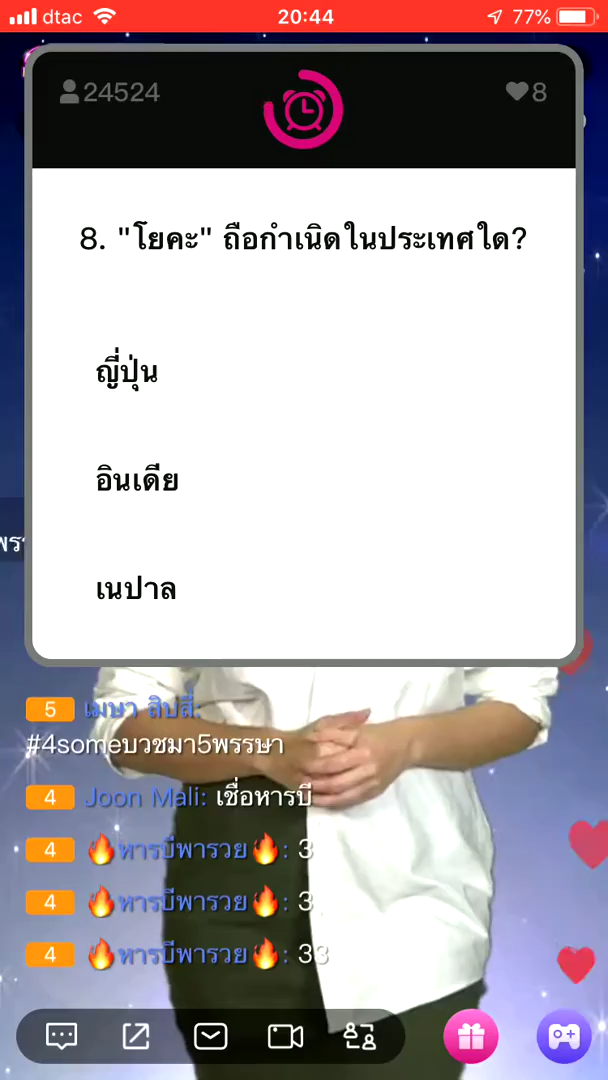 dtac 20:44 77%
24524 8
8. "โยคะ" ถือกำเนิดในประเทศใด?
ญี่ปุ่น
อินเดีย
เนปาล
5 เมษา สิบสี่:
#4someบวชมา5พรรษา
4 Joon Mali: เชื่อหารบี
4 🔥หารบีพารวย🔥: 3
4 🔥หารบีพารวย🔥: 3
4 🔥หารบีพารวย🔥: 33